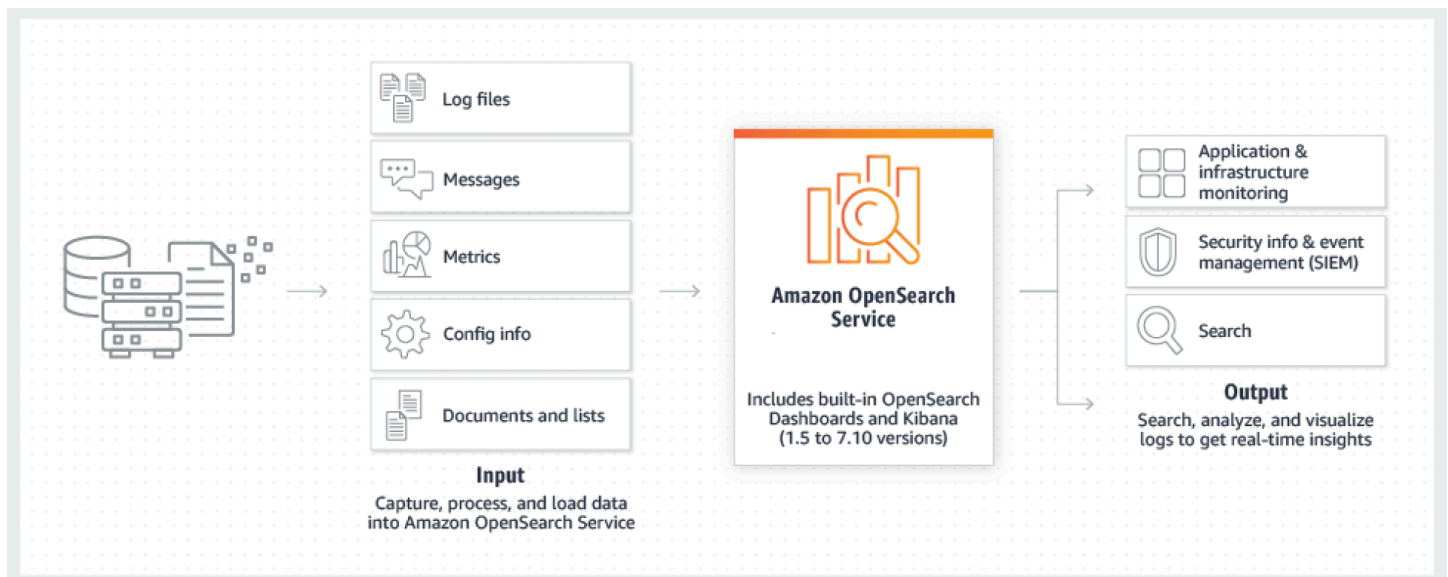 Log files
Messages
Metrics
Config info
Documents and lists
Input
Capture, process, and load data
into Amazon OpenSearch Service
Amazon OpenSearch
Service
Includes built-in OpenSearch
Dashboards and Kibana
(1.5 to 7.10 versions)
Application &
infrastructure
monitoring
Security info & event
management (SIEM)
Search
Output
Search, analyze, and visualize
logs to get real-time insights